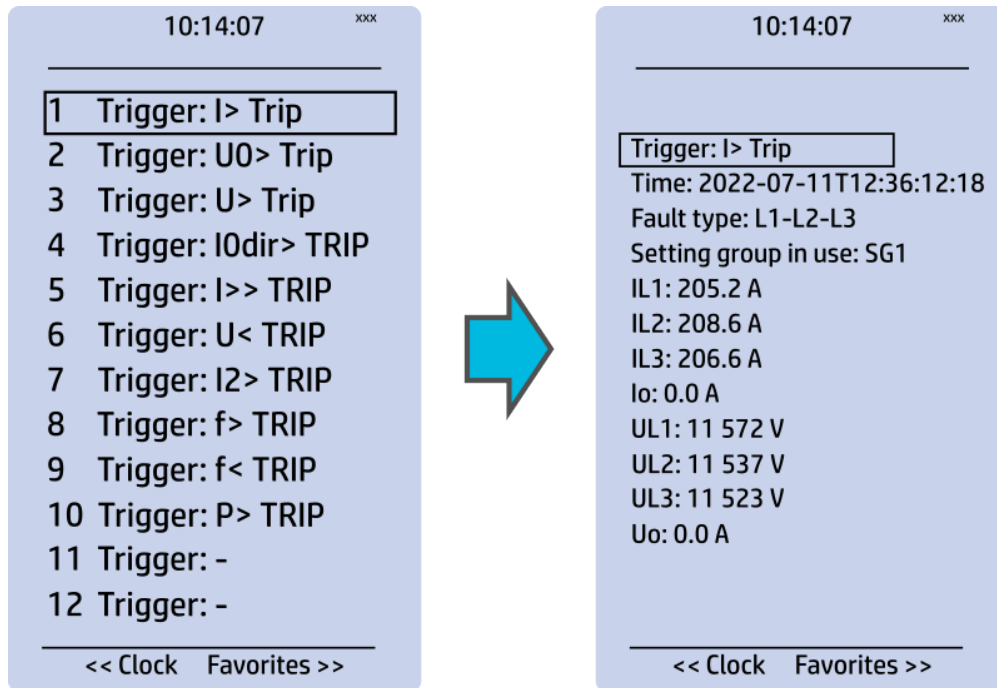 10:14:07 xxx
1 Trigger: I> Trip
2 Trigger: U0> Trip
3 Trigger: U> Trip
4 Trigger: I0dir> TRIP
5 Trigger: I>> TRIP
6 Trigger: U< TRIP
7 Trigger: I2> TRIP
8 Trigger: f> TRIP
9 Trigger: f< TRIP
10 Trigger: P> TRIP
11 Trigger: -
12 Trigger: -
<< Clock Favorites >>
10:14:07 xxx
Trigger: I> Trip
Time: 2022-07-11T12:36:12:18
Fault type: L1-L2-L3
Setting group in use: SG1
IL1: 205.2 A
IL2: 208.6 A
IL3: 206.6 A
Io: 0.0 A
UL1: 11 572 V
UL2: 11 537 V
UL3: 11 523 V
Uo: 0.0 A
<< Clock Favorites >>